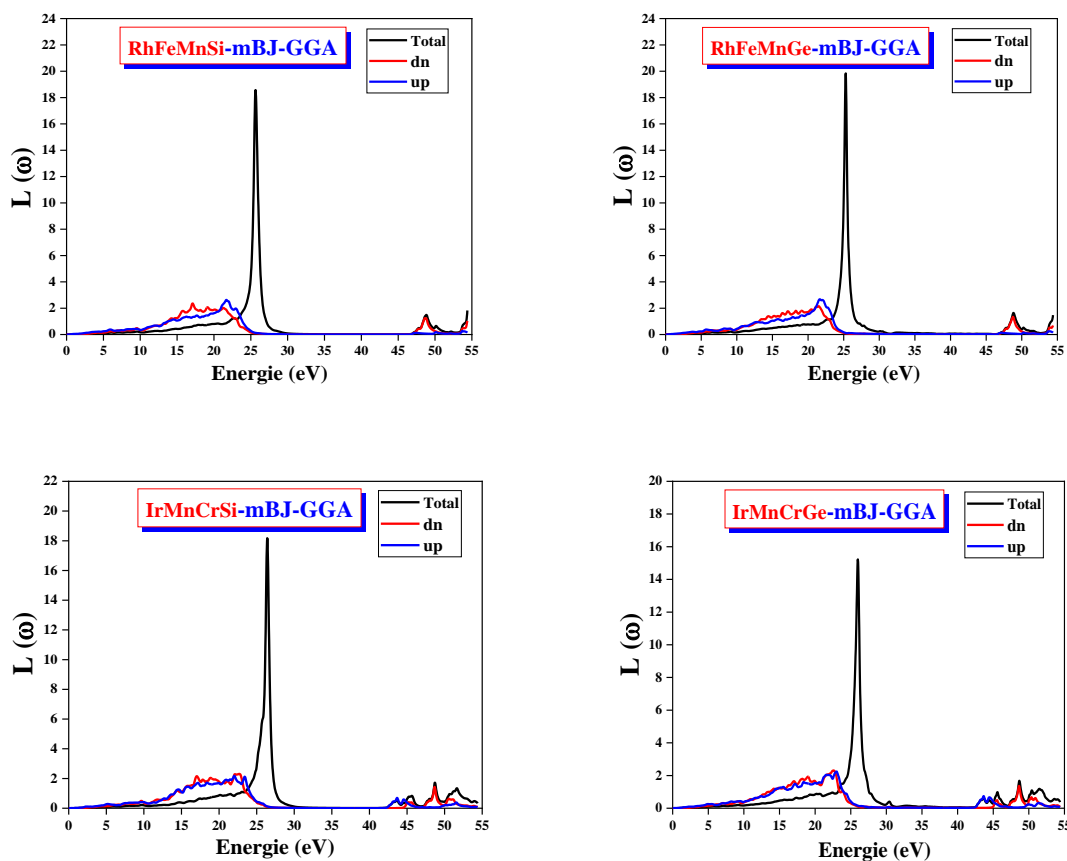 RhFeMnSi-mBJ-GGA
Total
dn
up
L (ω)
24
22
20
18
16
14
12
10
8
6
4
2
0
0 5 10 15 20 25 30 35 40 45 50 55
Energie (eV)
RhFeMnGe-mBJ-GGA
Total
dn
up
L (ω)
24
22
20
18
16
14
12
10
8
6
4
2
0
0 5 10 15 20 25 30 35 40 45 50 55
Energie (eV)
IrMnCrSi-mBJ-GGA
Total
dn
up
L (ω)
22
20
18
16
14
12
10
8
6
4
2
0
0 5 10 15 20 25 30 35 40 45 50 55
Energie (eV)
IrMnCrGe-mBJ-GGA
Total
dn
up
L (ω)
20
18
16
14
12
10
8
6
4
2
0
0 5 10 15 20 25 30 35 40 45 50 55
Energie (eV)